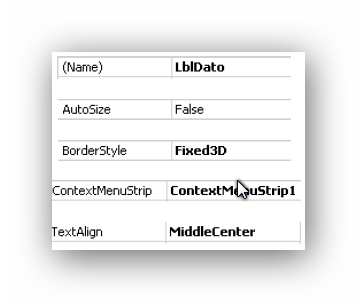 (Name) LblDato
AutoSize False
BorderStyle Fixed3D
ContextMenuStrip ContextMenuStrip1
TextAlign MiddleCenter